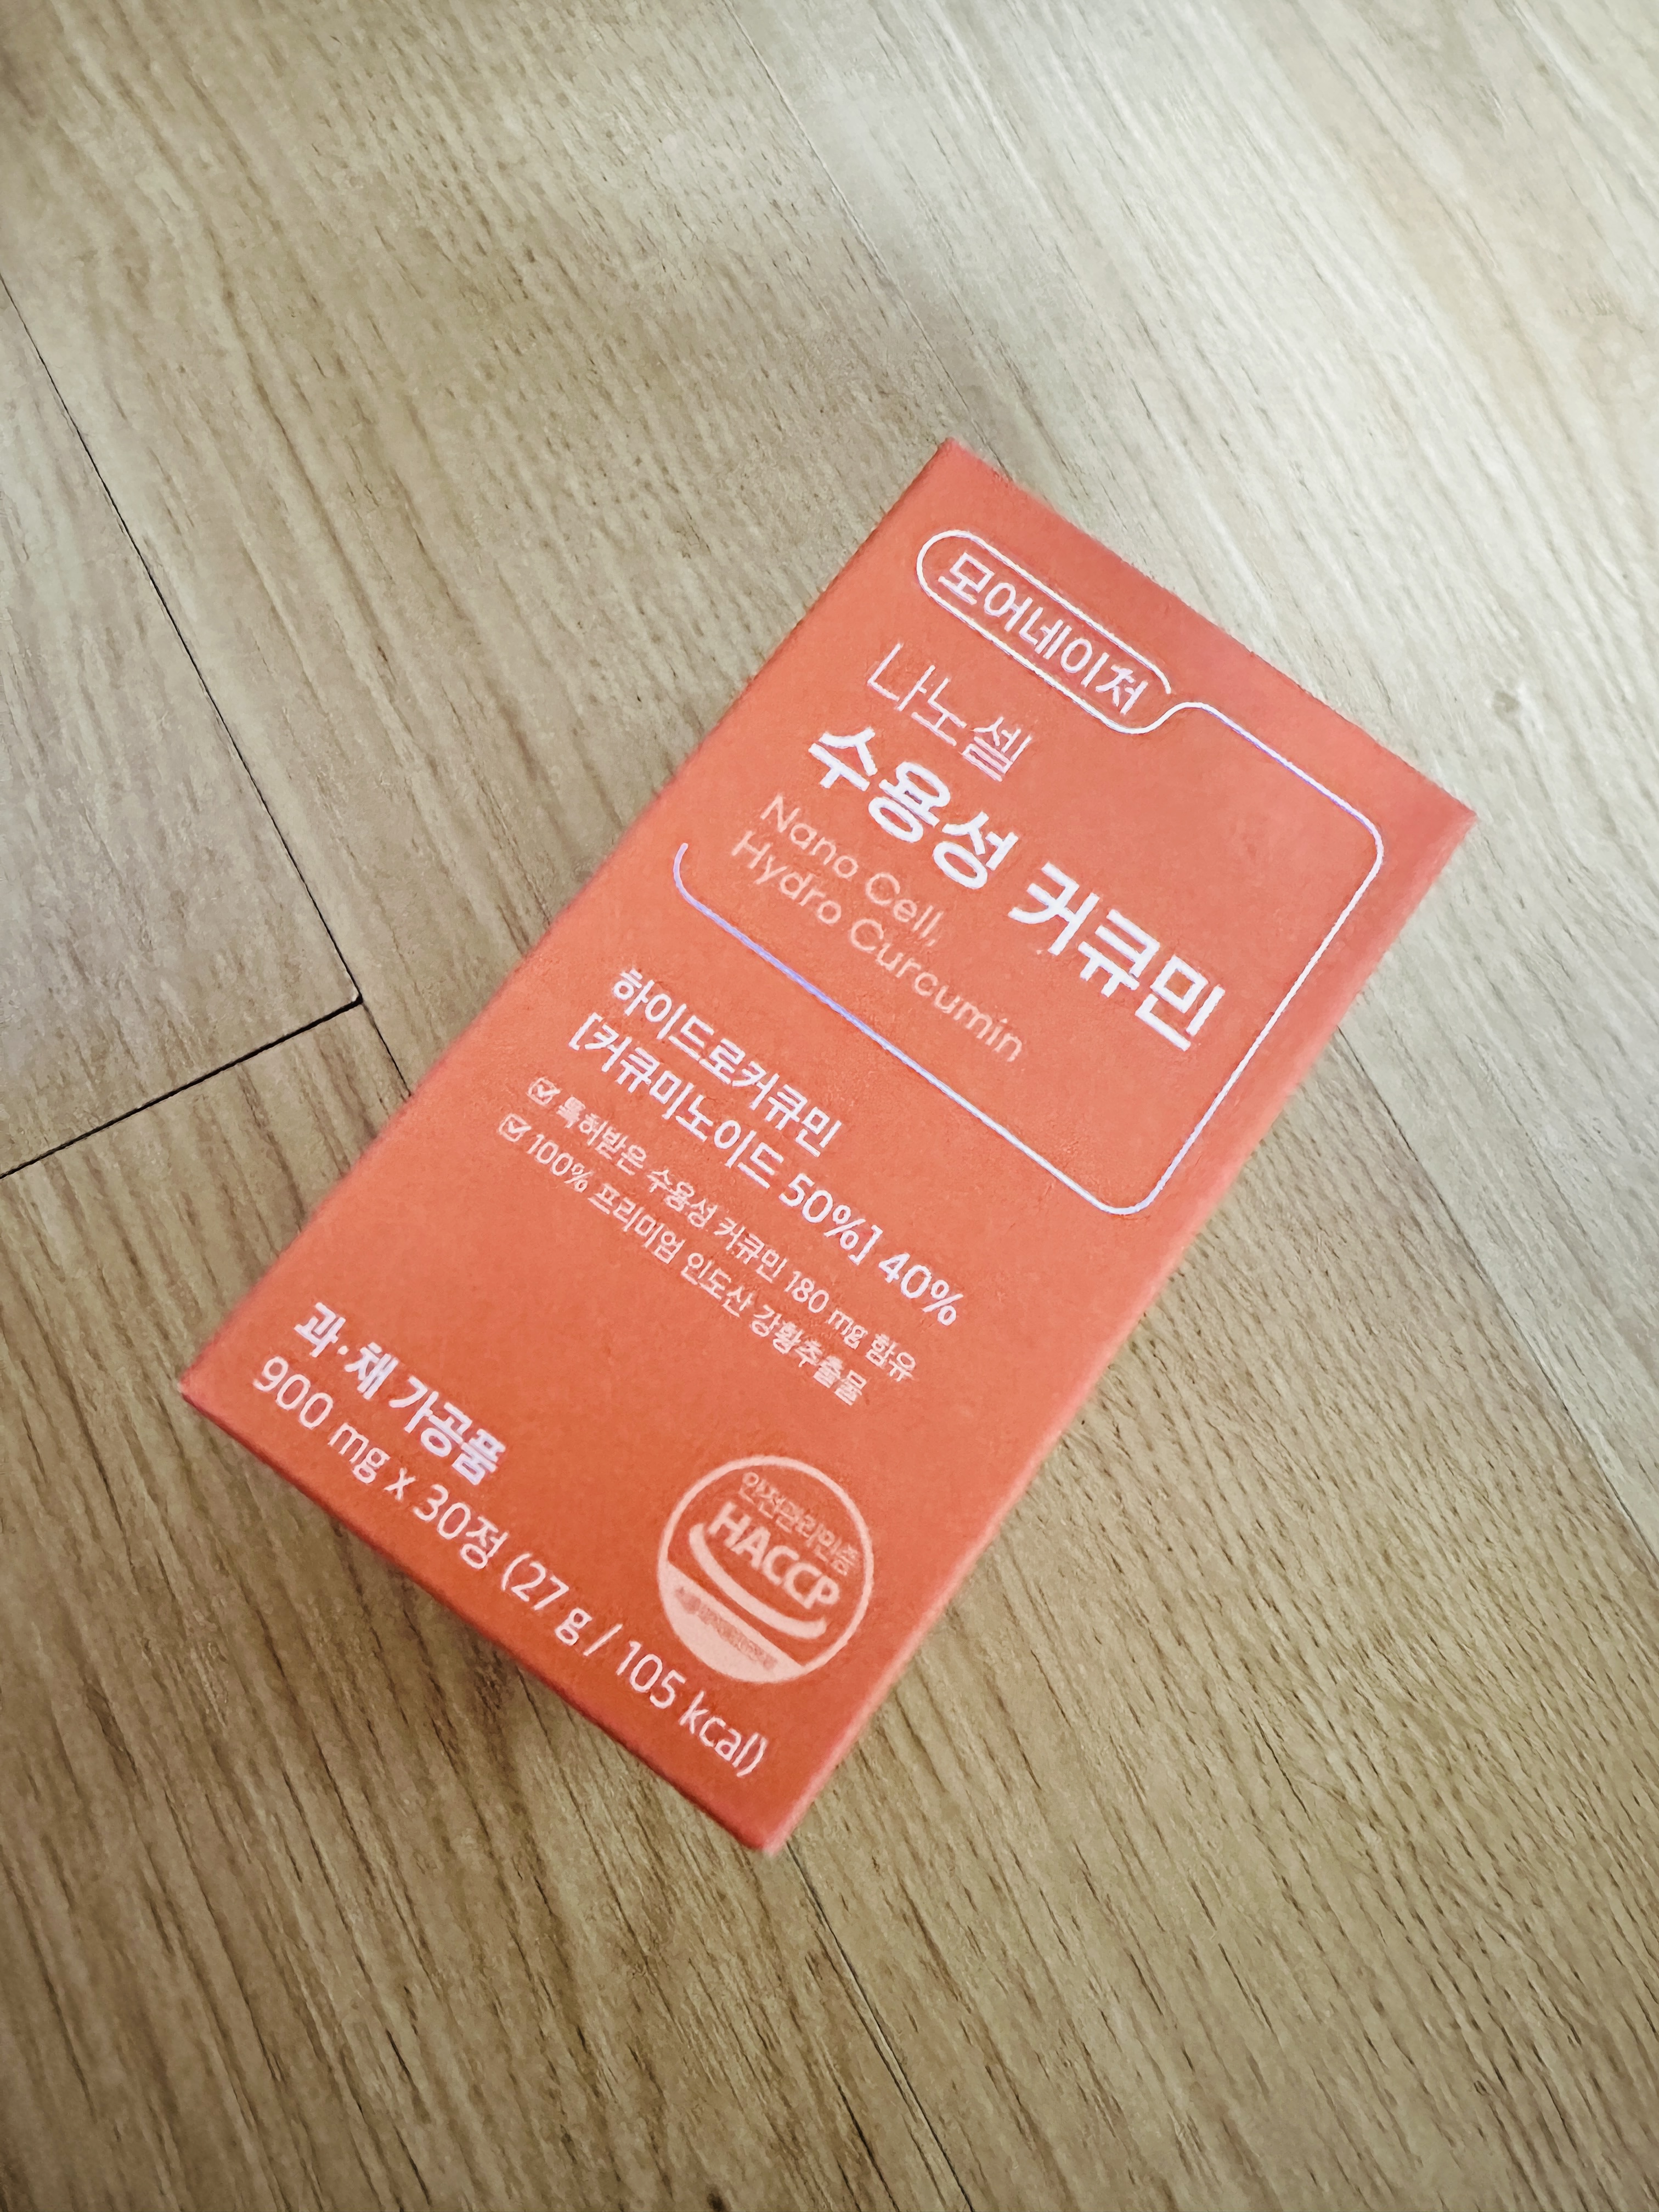 모어네이처
나노셀
수용성 커큐민
Nano Cell,
Hydro Curcumin
하이드로커큐민
[커큐미노이드 50%] 40%
특허받은 수용성 커큐민 180 mg 함유
100% 프리미엄 인도산 강황추출물
안전관리인증
HACCP
과·채 가공품
900 mg x 30정 (27 g / 105 kcal)